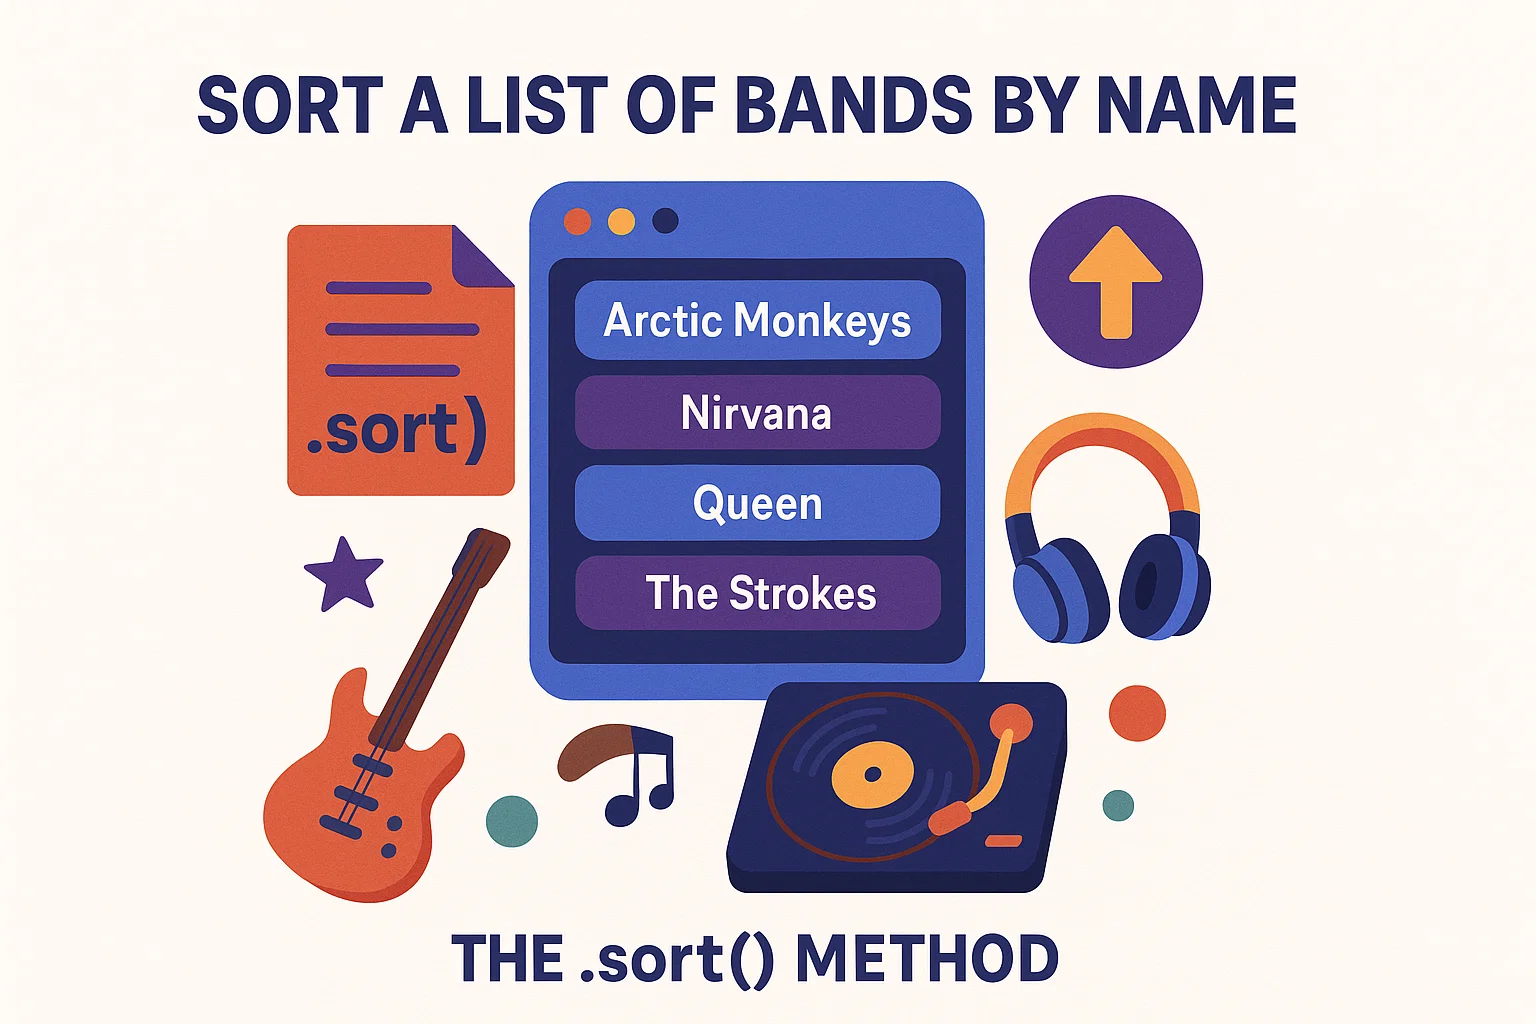 SORT A LIST OF BANDS BY NAME
.sort)
Arctic Monkeys
Nirvana
Queen
The Strokes
THE .sort() METHOD